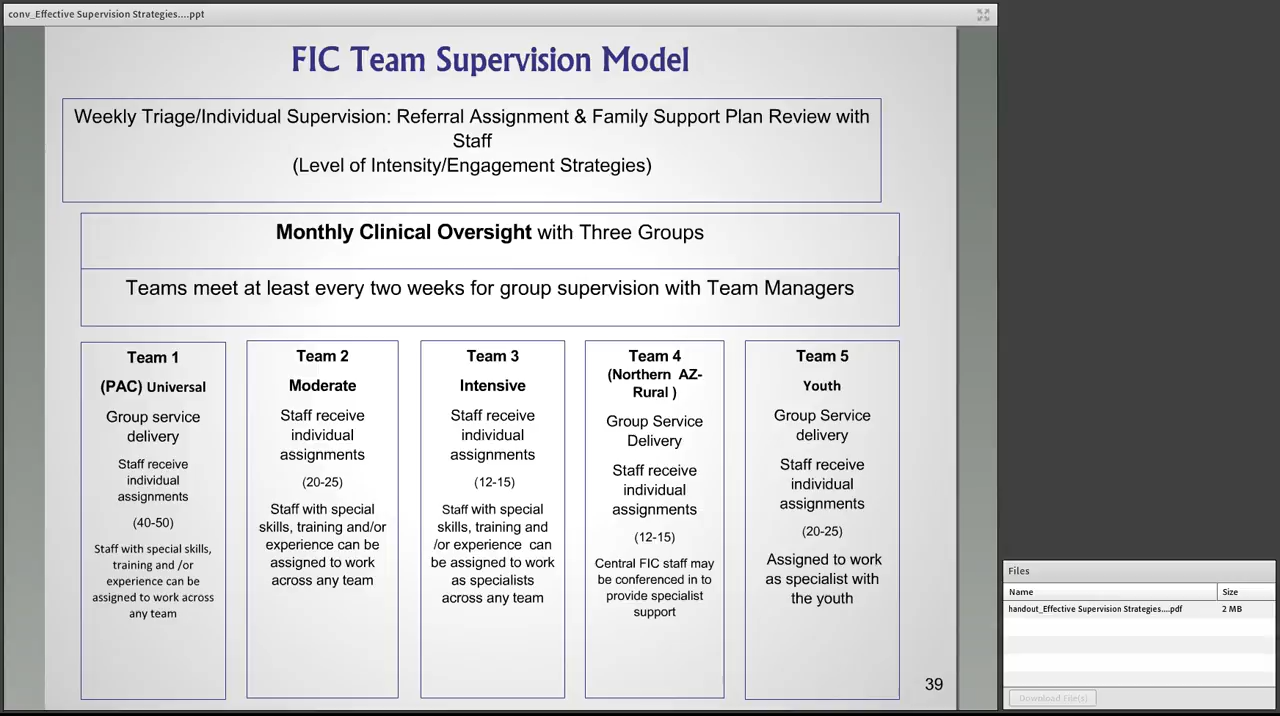 conv_Effective Supervision Strategies....ppt
FIC Team Supervision Model
Weekly Triage/Individual Supervision: Referral Assignment & Family Support Plan Review with
Staff
(Level of Intensity/Engagement Strategies)
Monthly Clinical Oversight with Three Groups
Teams meet at least every two weeks for group supervision with Team Managers
Team 1
(PAC) Universal
Group service
delivery
Staff receive
individual
assignments
(40-50)
Staff with special skills,
training and /or
experience can be
assigned to work across
any team
Team 2
Moderate
Staff receive
individual
assignments
(20-25)
Staff with special
skills, training and/or
experience can be
assigned to work
across any team
Team 3
Intensive
Staff receive
individual
assignments
(12-15)
Staff with special
skills, training and
/or experience can
be assigned to work
as specialists
across any team
Team 4
(Northern AZ-
Rural )
Group Service
Delivery
Staff receive
individual
assignments
(12-15)
Central FIC staff may
be conferenced in to
provide specialist
support
Team 5
Youth
Group Service
delivery
Staff receive
individual
assignments
(20-25)
Assigned to work
as specialist with
the youth
39
Files
Name Size
handout_Effective Supervision Strategies....pdf 2 MB
Download File(s)